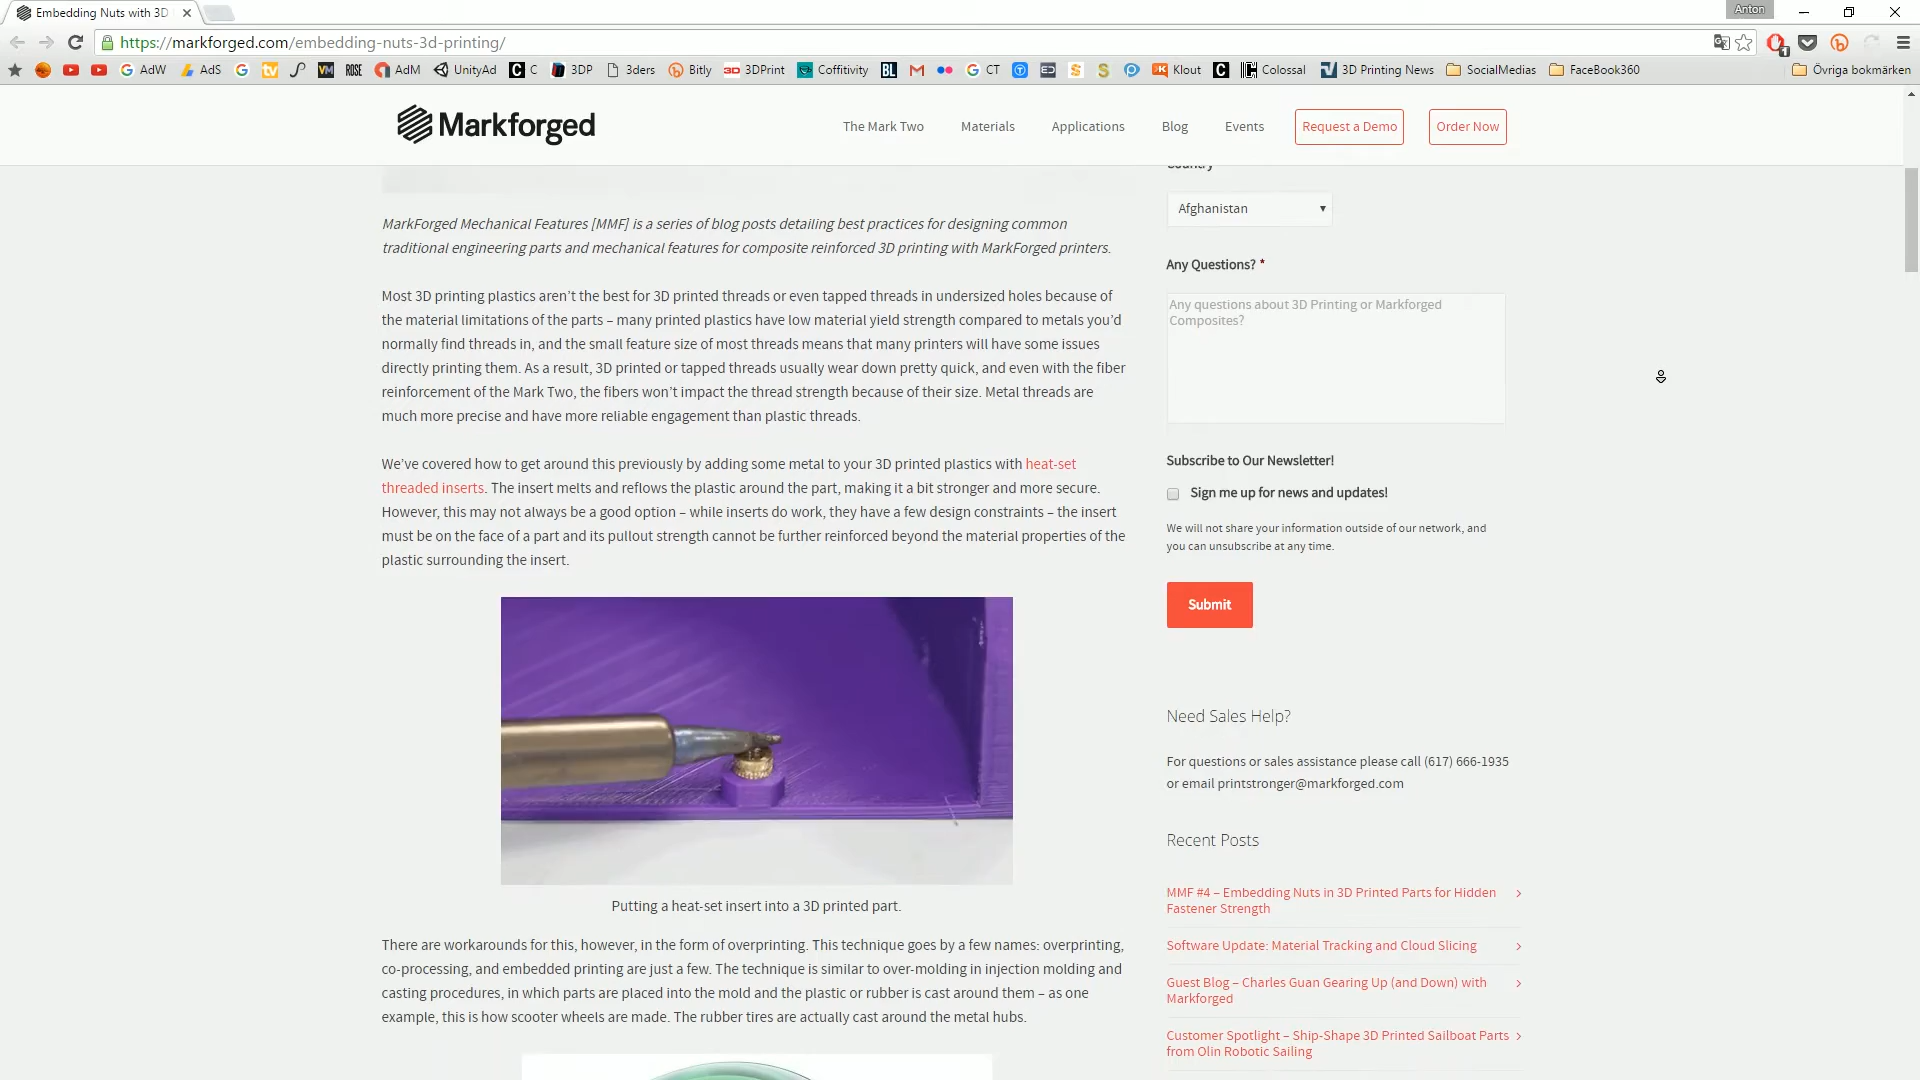 Embedding Nuts with 3D
Anton
https://markforged.com/embedding-nuts-3d-printing/
AdW AdS G tv VM ROSE AdM UnityAd C C 3DP 3ders Bitly 3D 3DPrint Coffitivity BL CT ED S Klout C Colossal 3D Printing News SocialMedias FaceBook360 Övriga bokmärken
Markforged
The Mark Two Materials Applications Blog Events Request a Demo Order Now
MarkForged Mechanical Features [MMF] is a series of blog posts detailing best practices for designing common
traditional engineering parts and mechanical features for composite reinforced 3D printing with MarkForged printers.
Most 3D printing plastics aren’t the best for 3D printed threads or even tapped threads in undersized holes because of
the material limitations of the parts – many printed plastics have low material yield strength compared to metals you’d
normally find threads in, and the small feature size of most threads means that many printers will have some issues
directly printing them. As a result, 3D printed or tapped threads usually wear down pretty quick, and even with the fiber
reinforcement of the Mark Two, the fibers won’t impact the thread strength because of their size. Metal threads are
much more precise and have more reliable engagement than plastic threads.
We’ve covered how to get around this previously by adding some metal to your 3D printed plastics with heat-set
threaded inserts. The insert melts and reflows the plastic around the part, making it a bit stronger and more secure.
However, this may not always be a good option – while inserts do work, they have a few design constraints – the insert
must be on the face of a part and its pullout strength cannot be further reinforced beyond the material properties of the
plastic surrounding the insert.
Putting a heat-set insert into a 3D printed part.
There are workarounds for this, however, in the form of overprinting. This technique goes by a few names: overprinting,
co-processing, and embedded printing are just a few. The technique is similar to over-molding in injection molding and
casting procedures, in which parts are placed into the mold and the plastic or rubber is cast around them – as one
example, this is how scooter wheels are made. The rubber tires are actually cast around the metal hubs.
Country
Afghanistan
Any Questions? *
Any questions about 3D Printing or Markforged
Composites?
Subscribe to Our Newsletter!
Sign me up for news and updates!
We will not share your information outside of our network, and
you can unsubscribe at any time.
Submit
Need Sales Help?
For questions or sales assistance please call (617) 666-1935
or email printstronger@markforged.com
Recent Posts
MMF #4 – Embedding Nuts in 3D Printed Parts for Hidden
Fastener Strength
Software Update: Material Tracking and Cloud Slicing
Guest Blog – Charles Guan Gearing Up (and Down) with
Markforged
Customer Spotlight – Ship-Shape 3D Printed Sailboat Parts
from Olin Robotic Sailing